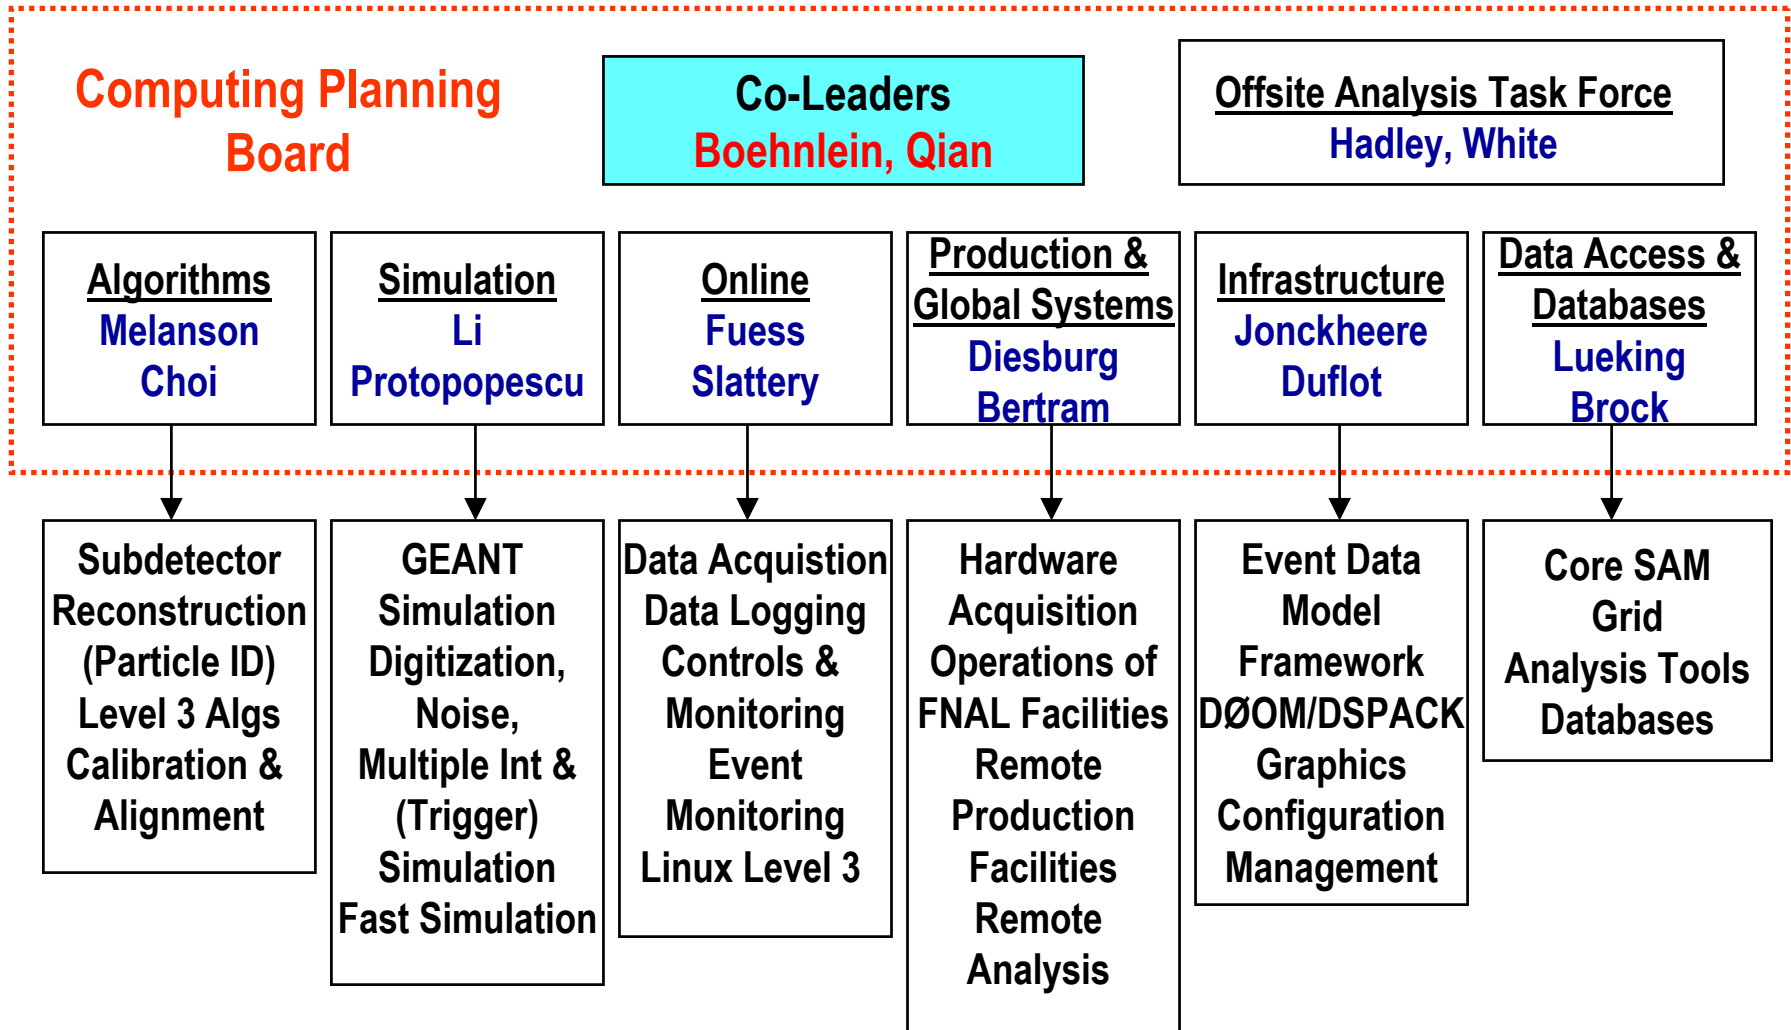 Computing Planning
Board
Co-Leaders
Boehnlein, Qian
Offsite Analysis Task Force
Hadley, White
Algorithms
Melanson
Choi
Simulation
Li
Protopopescu
Online
Fuess
Slattery
Production &
Global Systems
Diesburg
Bertram
Infrastructure
Jonckheere
Duflot
Data Access &
Databases
Lueking
Brock
Subdetector
Reconstruction
(Particle ID)
Level 3 Algs
Calibration &
Alignment
GEANT
Simulation
Digitization,
Noise,
Multiple Int &
(Trigger)
Simulation
Fast Simulation
Data Acquistion
Data Logging
Controls &
Monitoring
Event
Monitoring
Linux Level 3
Hardware
Acquisition
Operations of
FNAL Facilities
Remote
Production
Facilities
Remote
Analysis
Event Data
Model
Framework
DØOM/DSPACK
Graphics
Configuration
Management
Core SAM
Grid
Analysis Tools
Databases